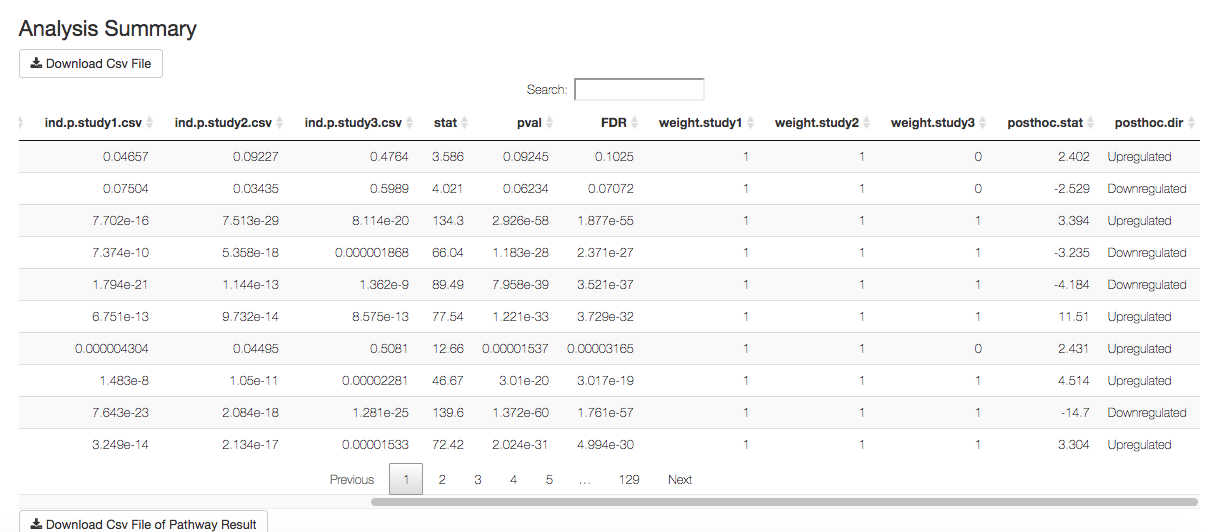 Analysis Summary
Download Csv File
Search:
ind.p.study1.csv ind.p.study2.csv ind.p.study3.csv stat pval FDR weight.study1 weight.study2 weight.study3 posthoc.stat posthoc.dir
0.04657 0.09227 0.4764 3.586 0.09245 0.1025 1 1 0 2.402 Upregulated
0.07504 0.03435 0.5989 4.021 0.06234 0.07072 1 1 0 -2.529 Downregulated
7.702e-16 7.513e-29 8.114e-20 134.3 2.926e-58 1.877e-55 1 1 1 3.394 Upregulated
7.374e-10 5.358e-18 0.000001868 66.04 1.183e-28 2.371e-27 1 1 1 -3.235 Downregulated
1.794e-21 1.144e-13 1.362e-9 89.49 7.958e-39 3.521e-37 1 1 1 -4.184 Downregulated
6.751e-13 9.732e-14 8.575e-13 77.54 1.221e-33 3.729e-32 1 1 1 11.51 Upregulated
0.000004304 0.04495 0.5081 12.66 0.00001537 0.00003165 1 1 0 2.431 Upregulated
1.483e-8 1.05e-11 0.00002281 46.67 3.01e-20 3.017e-19 1 1 1 4.514 Upregulated
7.643e-23 2.084e-18 1.281e-25 139.6 1.372e-60 1.761e-57 1 1 1 -14.7 Downregulated
3.249e-14 2.134e-17 0.00001533 72.42 2.024e-31 4.994e-30 1 1 1 3.304 Upregulated
Previous 1 2 3 4 5 … 129 Next
Download Csv File of Pathway Result